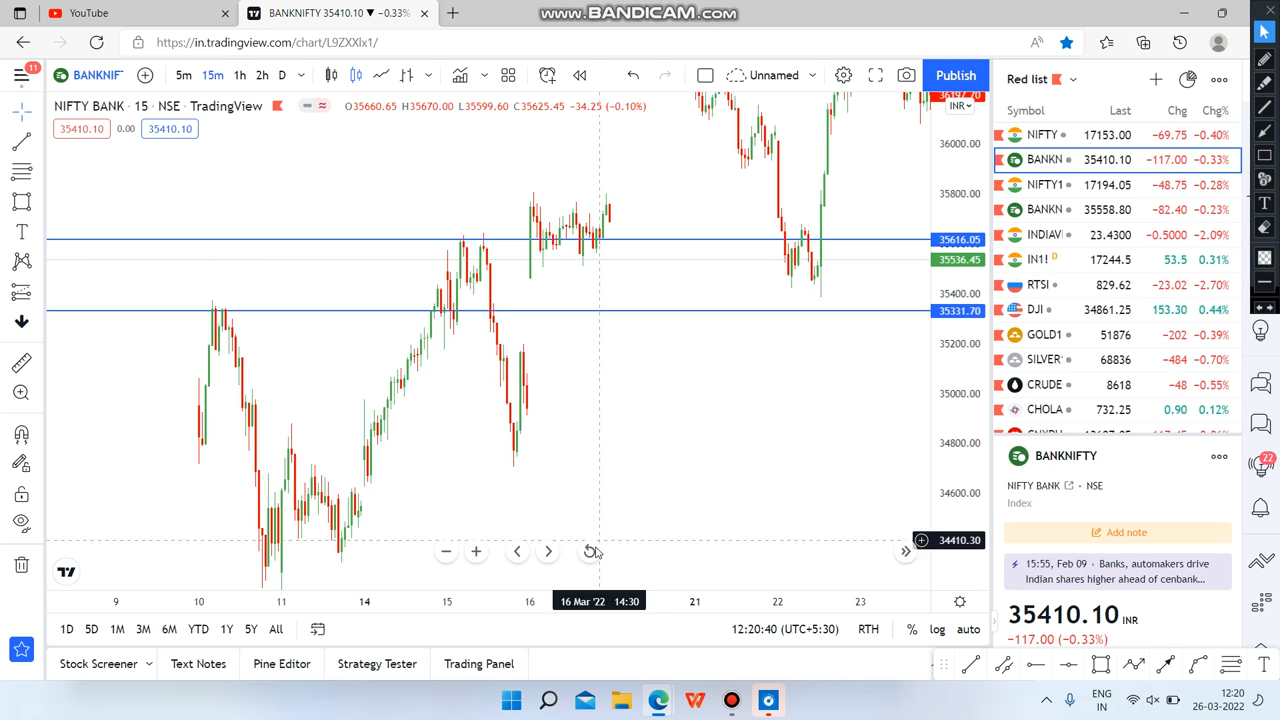 YouTube
BANKNIFTY 35410.10 ▼ −0.33%
www.BANDICAM.com
https://in.tradingview.com/chart/L9ZXXlx1/
11
BANKNIF
5m 15m 1h 2h D
Unnamed
Publish
Red list
NIFTY BANK · 15 · NSE · TradingView
O35660.65 H35670.00 L35599.60 C35625.45 −34.25 (−0.10%)
36197.70
INR
35410.10 0.00 35410.10
Symbol Last Chg Chg%
NIFTY 17153.00 −69.75 −0.40%
BANKN 35410.10 −117.00 −0.33%
NIFTY1 17194.05 −48.75 −0.28%
BANKN 35558.80 −82.40 −0.23%
INDIAVI 23.4300 −0.5000 −2.09%
IN1! D 17244.5 53.5 0.31%
RTSI 829.62 −23.02 −2.70%
DJI 34861.25 153.30 0.44%
GOLD1 51876 −202 −0.39%
SILVER 68836 −484 −0.70%
CRUDE 8618 −48 −0.55%
CHOLA 732.25 0.90 0.12%
36000.00
35800.00
35616.05
35536.45
35400.00
35331.70
35200.00
35000.00
34800.00
34600.00
34410.30
BANKNIFTY
NIFTY BANK · NSE
Index
Add note
15:55, Feb 09 · Banks, automakers drive
Indian shares higher ahead of cenbank...
35410.10 INR
−117.00 (−0.33%)
22
9 10 11 14 15 16 16 Mar '22 14:30 21 22 23
1D 5D 1M 3M 6M YTD 1Y 5Y All
12:20:40 (UTC+5:30) RTH % log auto
Stock Screener Text Notes Pine Editor Strategy Tester Trading Panel
ENG
IN
12:20
26-03-2022